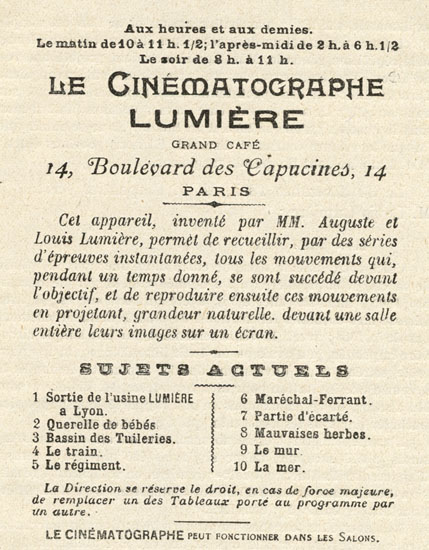 Aux heures et aux demies.
Le matin de 10 à 11 h. 1/2; l'après-midi de 2 h. à 6 h. 1/2
Le soir de 8 h. à 11 h.
LE CINÉMATOGRAPHE
LUMIÈRE
GRAND CAFÉ
14, Boulevard des Capucines, 14
PARIS
Cet appareil, inventé par MM. Auguste et
Louis Lumière, permet de recueillir, par des séries
d'épreuves instantanées, tous les mouvements qui,
pendant un temps donné, se sont succédé devant
l'objectif, et de reproduire ensuite ces mouvements
en projetant, grandeur naturelle. devant une salle
entière leurs images sur un écran.
SUJETS ACTUELS
1 Sortie de l'usine LUMIÈRE
a Lyon.
2 Querelle de bébés
3 Bassin des Tuileries.
4 Le train.
5 Le régiment.
6 Maréchal-Ferrant.
7 Partie d'écarté.
8 Mauvaises herbes.
9 Le mur
10 La mer.
La Direction se réserve le droit, en cas de force majeure,
de remplacer un des Tableaux porté au programme par
un autre.
LE CINÉMATOGRAPHE PEUT FONCTIONNER DANS LES SALONS.